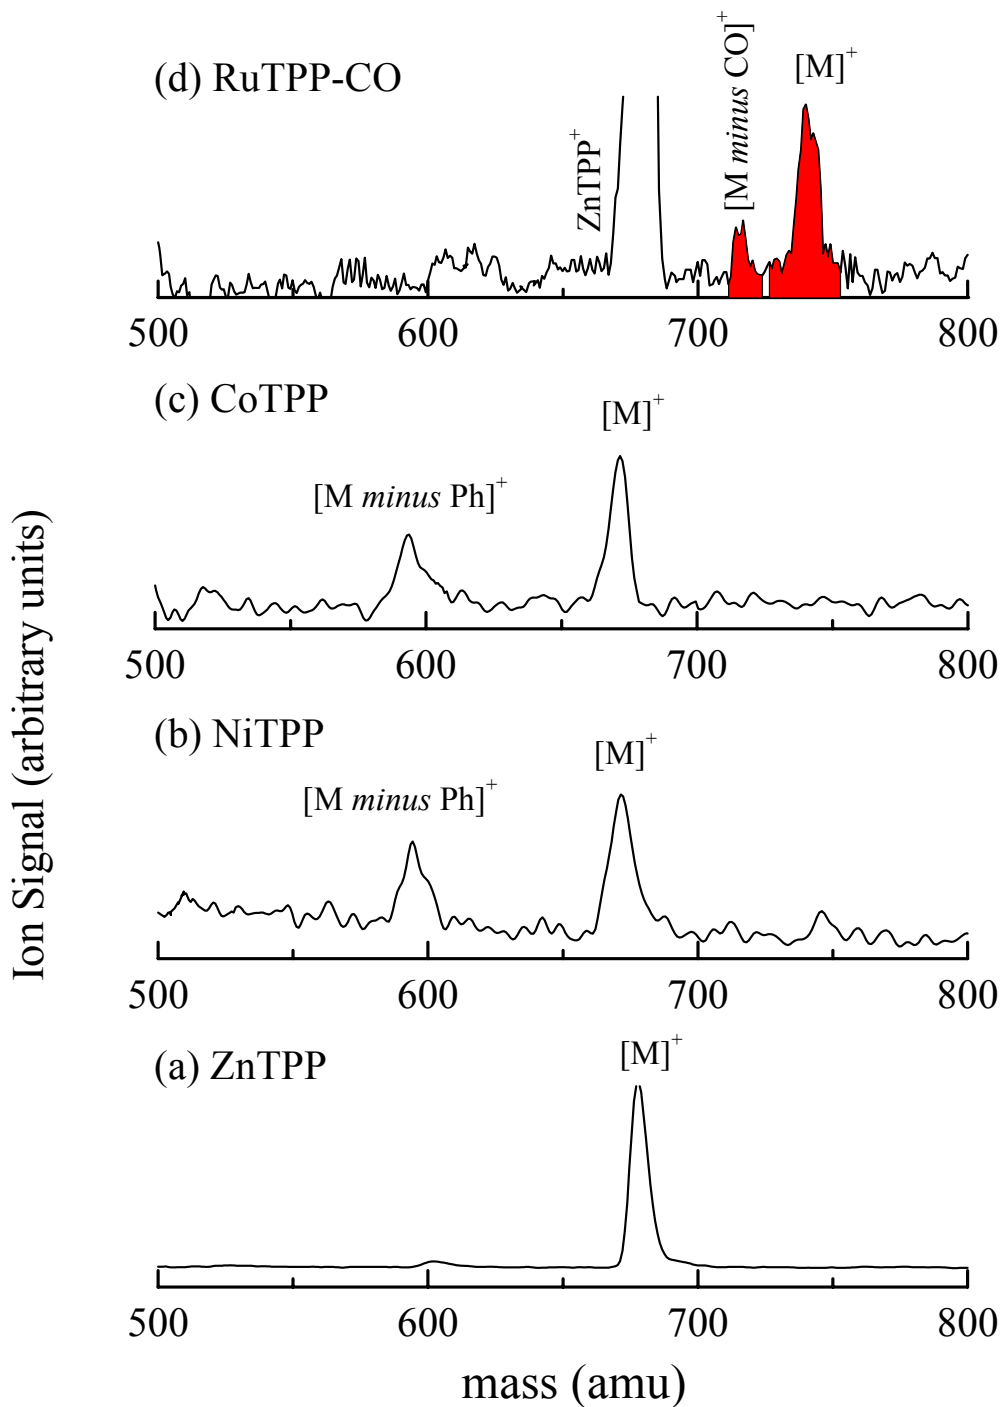 (d) RuTPP-CO
ZnTPP+
[M minus CO]+
[M]+
500 600 700 800
(c) CoTPP
[M minus Ph]+
[M]+
500 600 700 800
(b) NiTPP
[M minus Ph]+
[M]+
500 600 700 800
(a) ZnTPP
[M]+
500 600 700 800
mass (amu)
Ion Signal (arbitrary units)